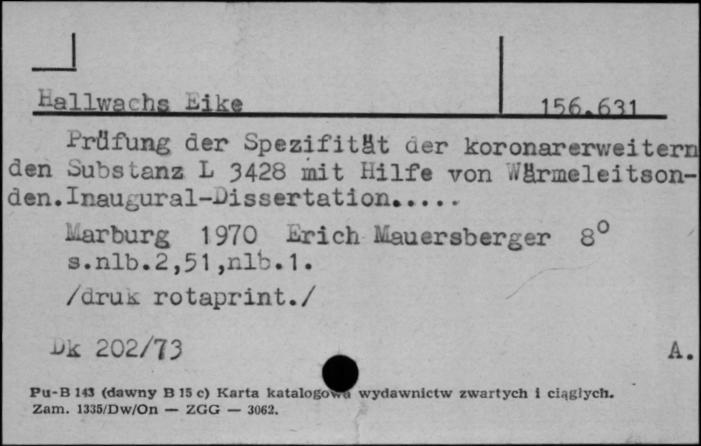 Hallwachs Eike 156.631
Prüfung der Spezifität der koronarerweitern
den Substanz L 3428 mit Hilfe von Wärmeleitson-
den.Inaugural-Dissertation.....
Marburg 1970 Erich Mauersberger 8°
s.nlb.2,51,nlb.1.
/druk rotaprint./
Dk 202/73 A.
Pu-B 143 (dawny B 15 c) Karta katalogowa wydawnictw zwartych i ciągłych.
Zam. 1335/Dw/On — ZGG — 3062.